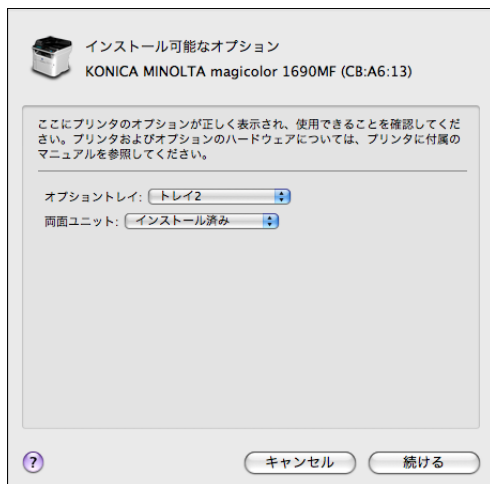 インストール可能なオプション
KONICA MINOLTA magicolor 1690MF (CB:A6:13)
ここにプリンタのオプションが正しく表示され、使用できることを確認してくだ
さい。プリンタおよびオプションのハードウェアについては、プリンタに付属の
マニュアルを参照してください。
オプショントレイ: トレイ2
両面ユニット: インストール済み
? キャンセル 続ける